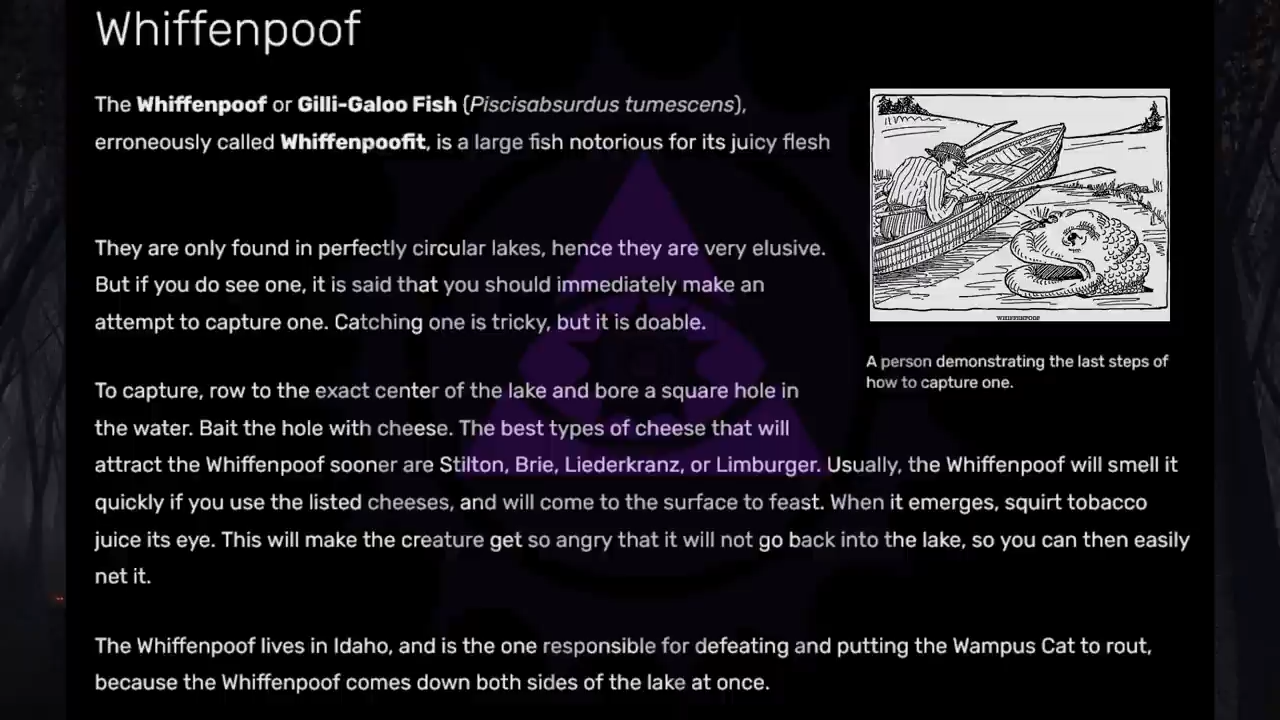 Whiffenpoof
The Whiffenpoof or Gilli-Galoo Fish (Piscisabsurdus tumescens),
erroneously called Whiffenpoofit, is a large fish notorious for its juicy flesh
They are only found in perfectly circular lakes, hence they are very elusive.
But if you do see one, it is said that you should immediately make an
attempt to capture one. Catching one is tricky, but it is doable.
WHIFFENPOOF
A person demonstrating the last steps of
how to capture one.
To capture, row to the exact center of the lake and bore a square hole in
the water. Bait the hole with cheese. The best types of cheese that will
attract the Whiffenpoof sooner are Stilton, Brie, Liederkranz, or Limburger. Usually, the Whiffenpoof will smell it
quickly if you use the listed cheeses, and will come to the surface to feast. When it emerges, squirt tobacco
juice its eye. This will make the creature get so angry that it will not go back into the lake, so you can then easily
net it.
The Whiffenpoof lives in Idaho, and is the one responsible for defeating and putting the Wampus Cat to rout,
because the Whiffenpoof comes down both sides of the lake at once.